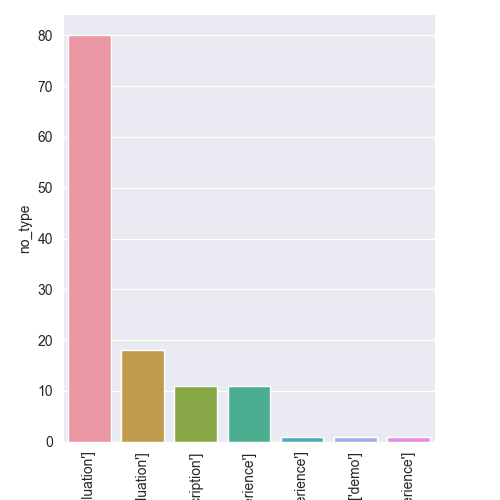 80
70
60
50
40
30
20
10
0
no_type
luation']
luation']
cription']
erience']
erience']
['demo']
erience']